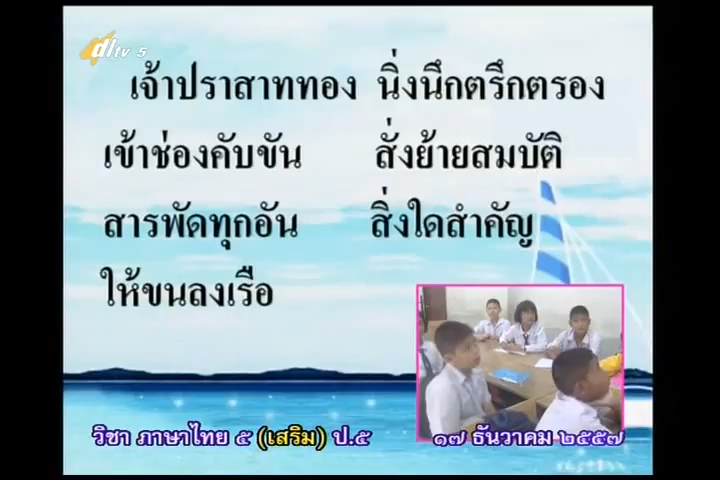 dltv 5
เจ้าปราสาททอง นิ่งนึกตรึกตรอง
เข้าช่องคับขัน สั่งย้ายสมบัติ
สารพัดทุกอัน สิ่งใดสำคัญ
ให้ขนลงเรือ
วิชา ภาษาไทย ๕ (เสริม) ป.๕ ๑๗ ธันวาคม ๒๕๕๗